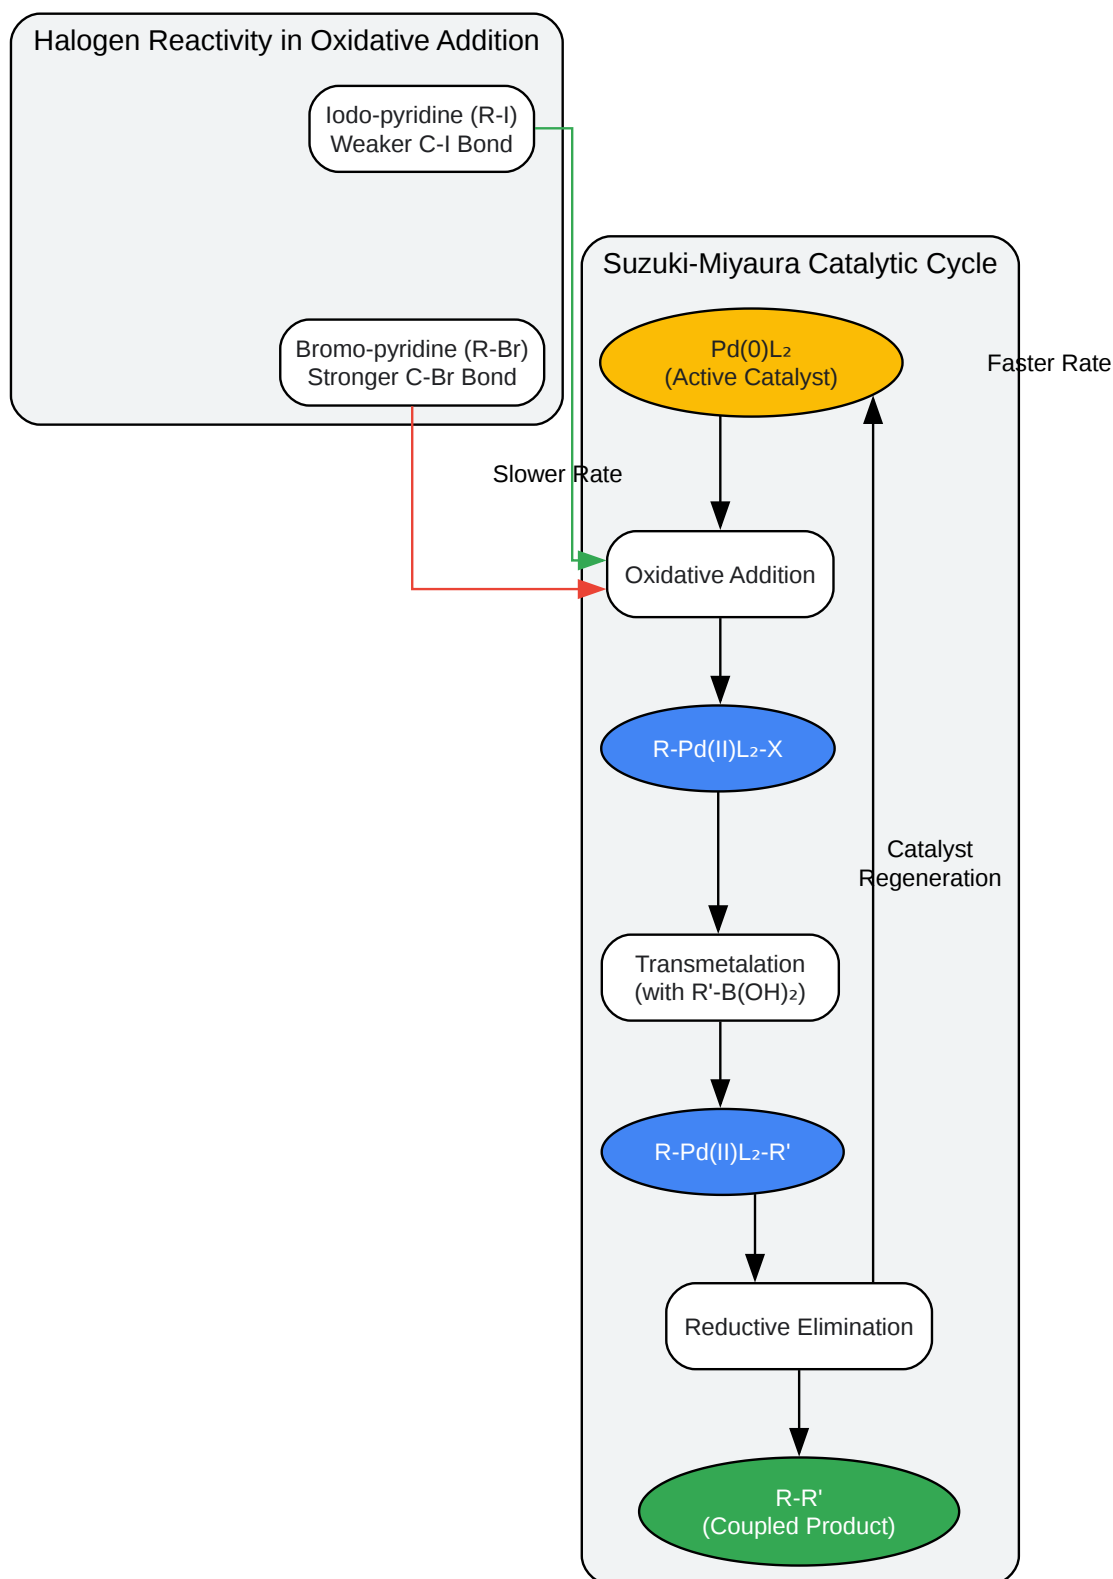 Halogen Reactivity in Oxidative Addition
Iodo-pyridine (R-I)
Weaker C-I Bond
Bromo-pyridine (R-Br)
Stronger C-Br Bond
Suzuki-Miyaura Catalytic Cycle
Pd(0)L₂
(Active Catalyst)
Faster Rate
Slower Rate
Oxidative Addition
R-Pd(II)L₂-X
Catalyst
Regeneration
Transmetalation
(with R'-B(OH)₂)
R-Pd(II)L₂-R'
Reductive Elimination
R-R'
(Coupled Product)